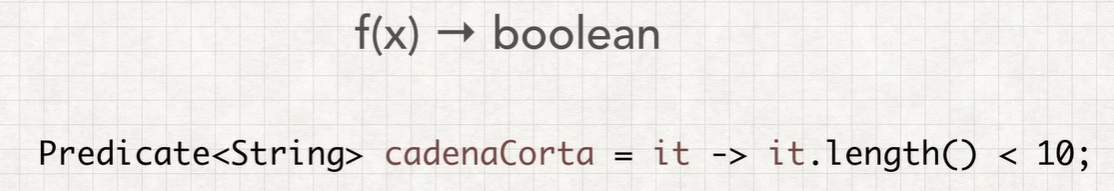 f(x) → boolean
Predicate<String> cadenaCorta = it -> it.length() < 10;